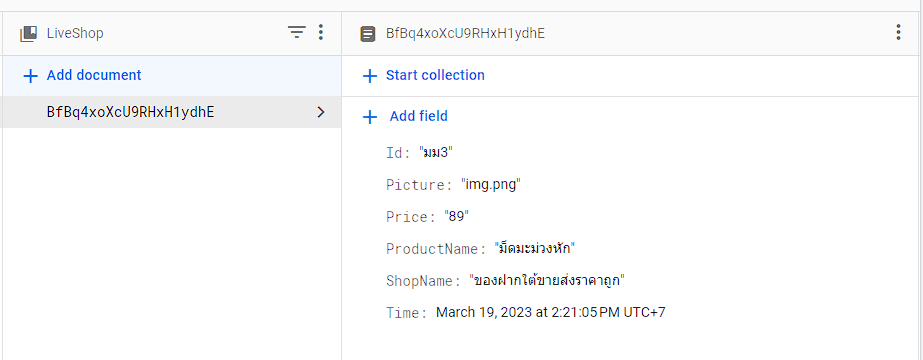 LiveShop
BfBq4xoXcU9RHxH1ydhE
Add document
Start collection
BfBq4xoXcU9RHxH1ydhE
Add field
Id: "มม3"
Picture: "img.png"
Price: "89"
ProductName: "ม็ดมะม่วงหัก"
ShopName: "ของฝากใต้ขายส่งราคาถูก"
Time: March 19, 2023 at 2:21:05 PM UTC+7